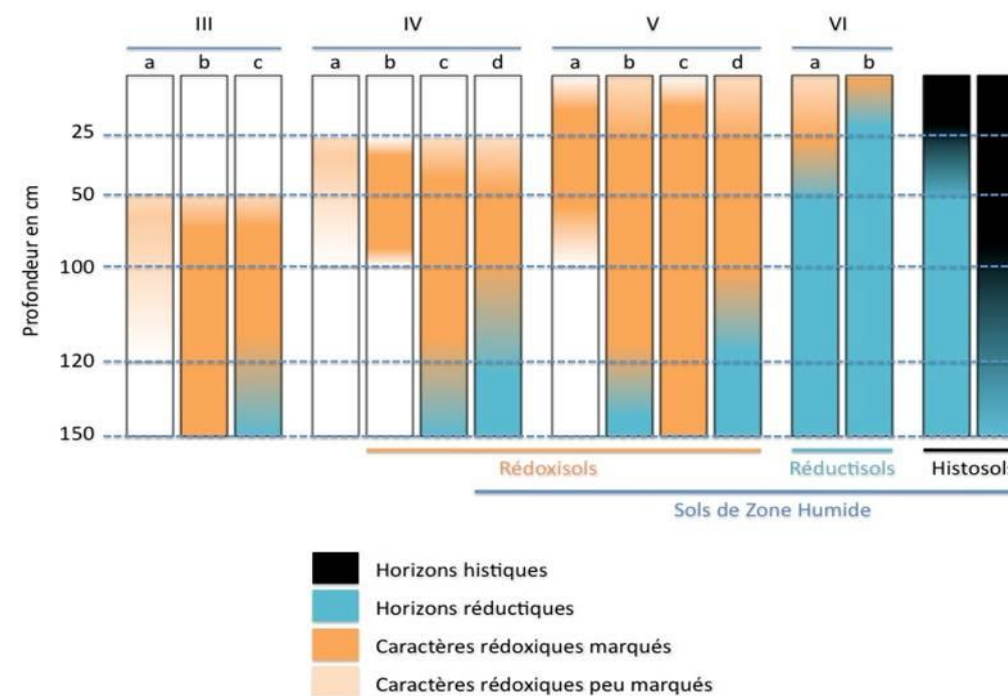 III IV V VI
a b c a b c d a b c d a b
25
50
100
120
150
Profondeur en cm
Rédoxisols Réductisols Histosols
Sols de Zone Humide
Horizons histiques
Horizons réductiques
Caractères rédoxiques marqués
Caractères rédoxiques peu marqués